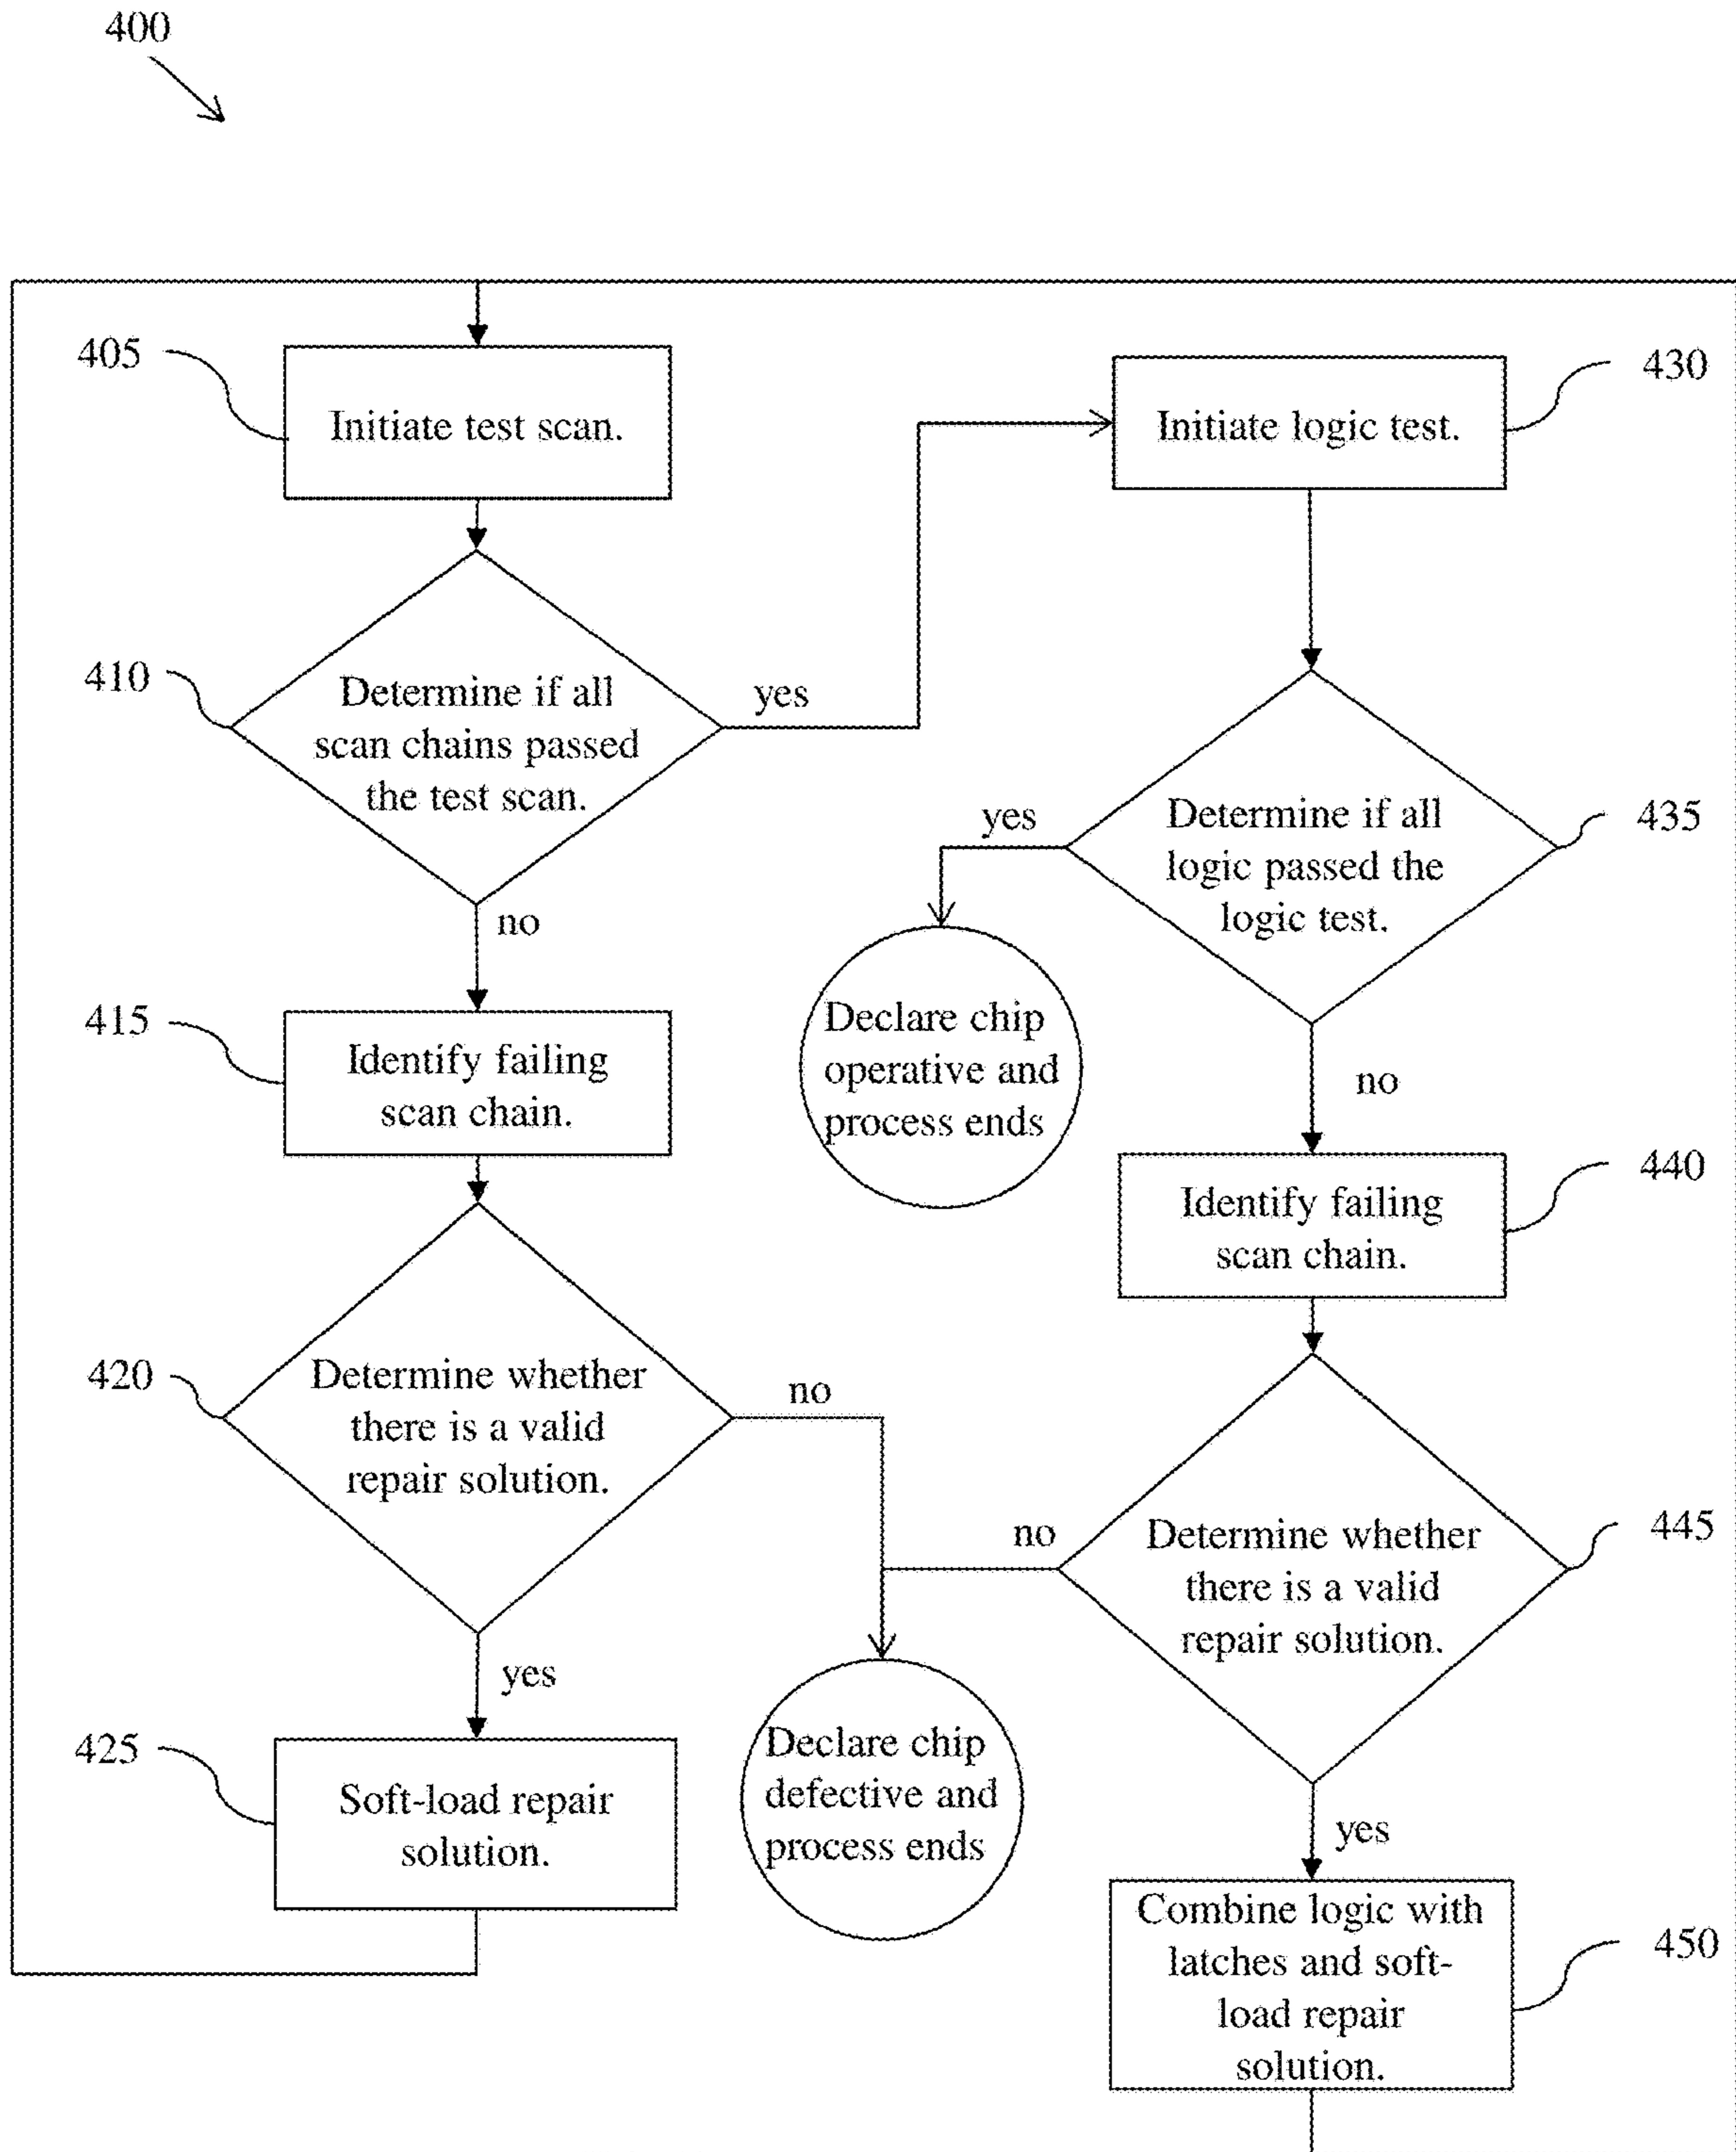 400
405
Initiate test scan.
430
Initiate logic test.
410
Determine if all
scan chains passed
the test scan.
yes
no
435
Determine if all
logic passed the
logic test.
yes
Declare chip
operative and
process ends
no
415
Identify failing
scan chain.
440
Identify failing
scan chain.
420
Determine whether
there is a valid
repair solution.
no
yes
445
Determine whether
there is a valid
repair solution.
no
yes
425
Soft-load repair
solution.
Declare chip
defective and
process ends
450
Combine logic with
latches and soft-
load repair
solution.